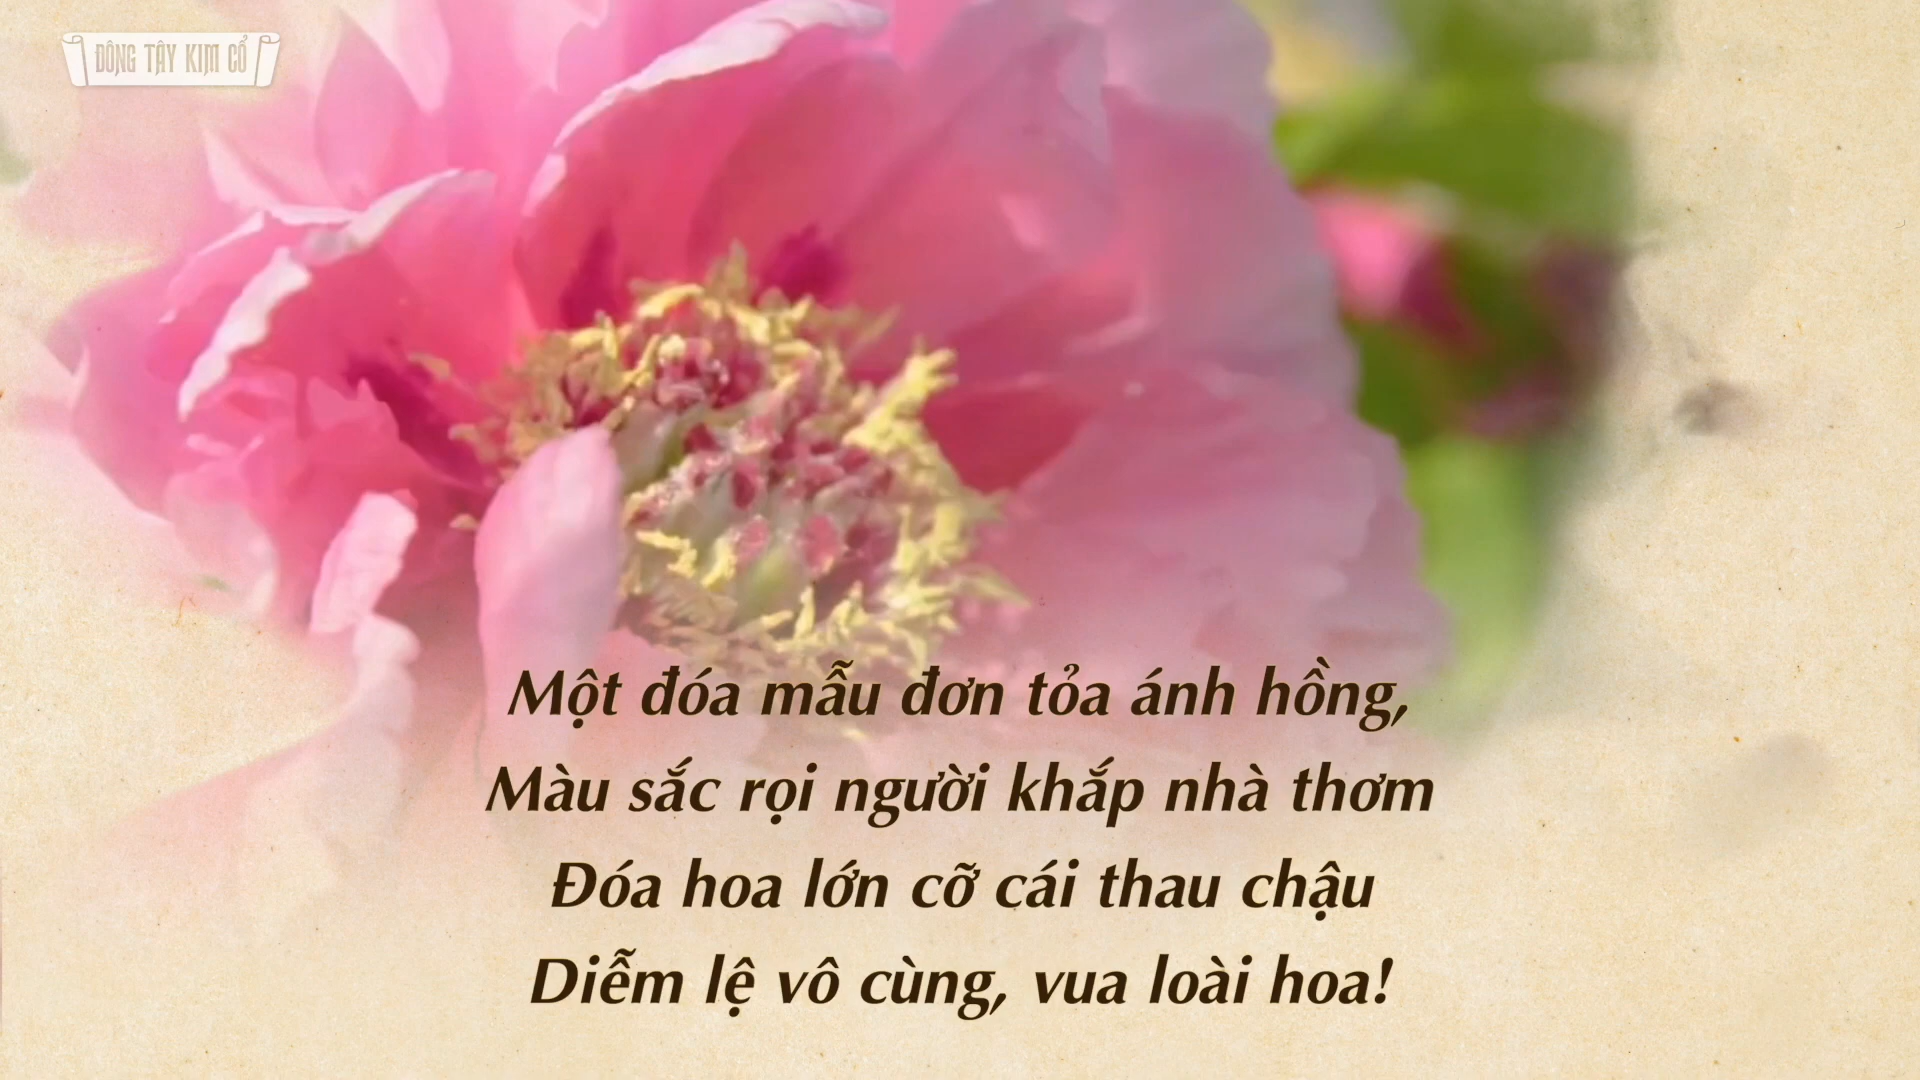 ĐÔNG TÂY KIM CỔ
Một đóa mẫu đơn tỏa ánh hồng,
Màu sắc rọi người khắp nhà thơm
Đóa hoa lớn cỡ cái thau chậu
Diễm lệ vô cùng, vua loài hoa!